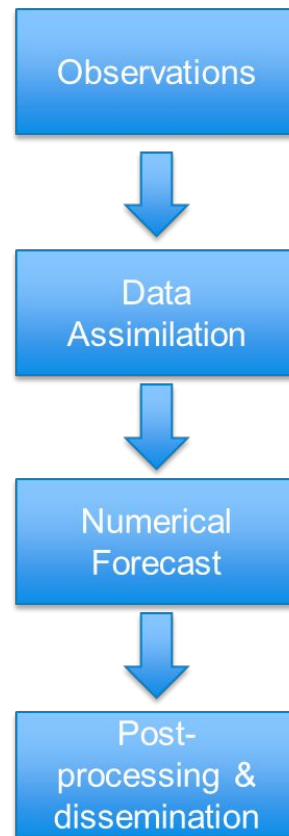 Observations
Data
Assimilation
Numerical
Forecast
Post-
processing &
dissemination